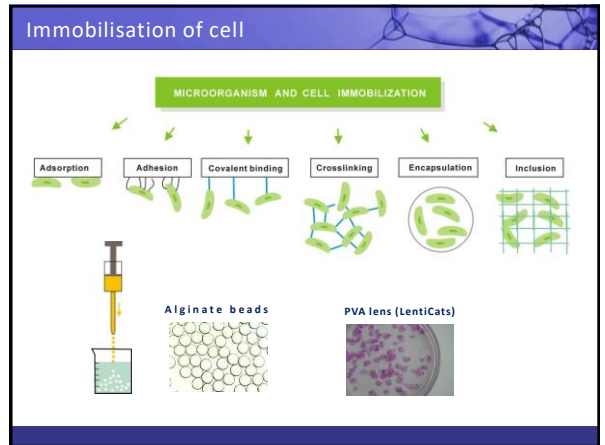 Immobilisation of cell
MICROORGANISM AND CELL IMMOBILIZATION
Adsorption
Adhesion
Covalent binding
Crosslinking
Encapsulation
Inclusion
Alginate beads
PVA lens (LentiCats)